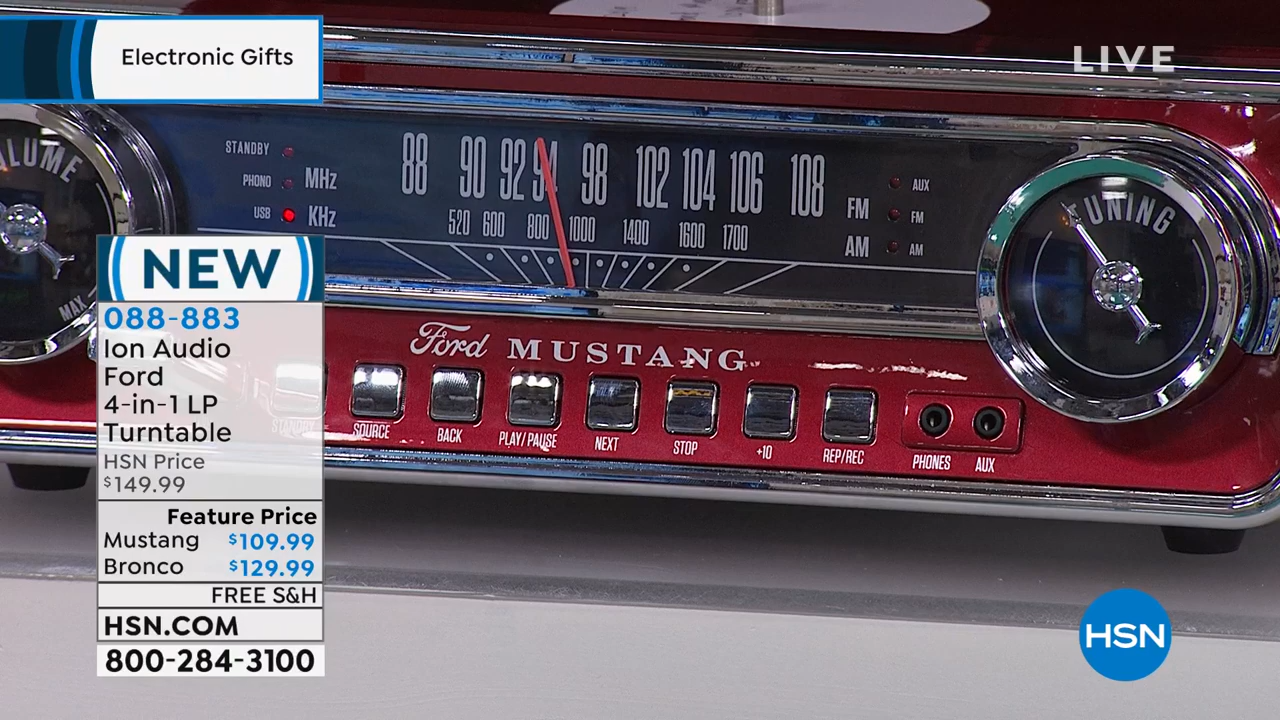 Electronic Gifts
LIVE
STANDBY
PHONO
MHz
USB
KHz
88 90 92 94 98 102 104 106 108
FM
520 600 800 1000 1400 1600 1700
AM
AUX
FM
AM
TUNING
MAX
NEW
088-883
Ion Audio
Ford
4-in-1 LP
Turntable
HSN Price
$149.99
Feature Price
Mustang $109.99
Bronco $129.99
FREE S&H
HSN.COM
800-284-3100
Ford MUSTANG
STANDBY SOURCE BACK PLAY/PAUSE NEXT STOP +10 REP/REC PHONES AUX
HSN